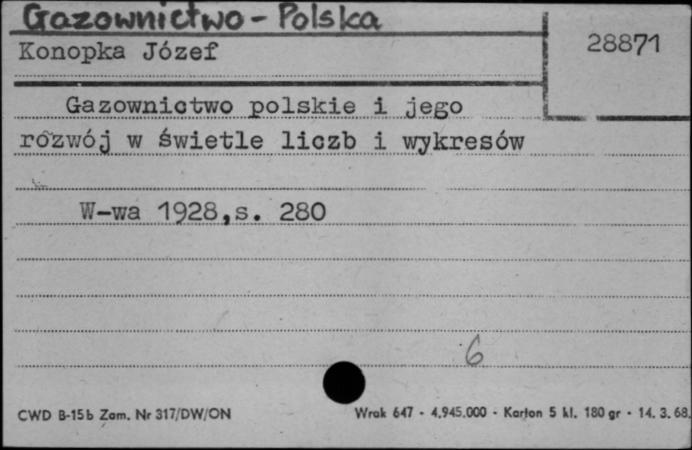 Gazownictwo - Polska
Konopka Józef
28871
Gazownictwo polskie i jego
rozwój w świetle liczb i wykresów
W-wa 1928,s. 280
6
CWD B-15b Zam. Nr 317/DW/ON
Wrak 647 - 4.945.000 - Karton 5 kl. 180 gr - 14. 3. 68.